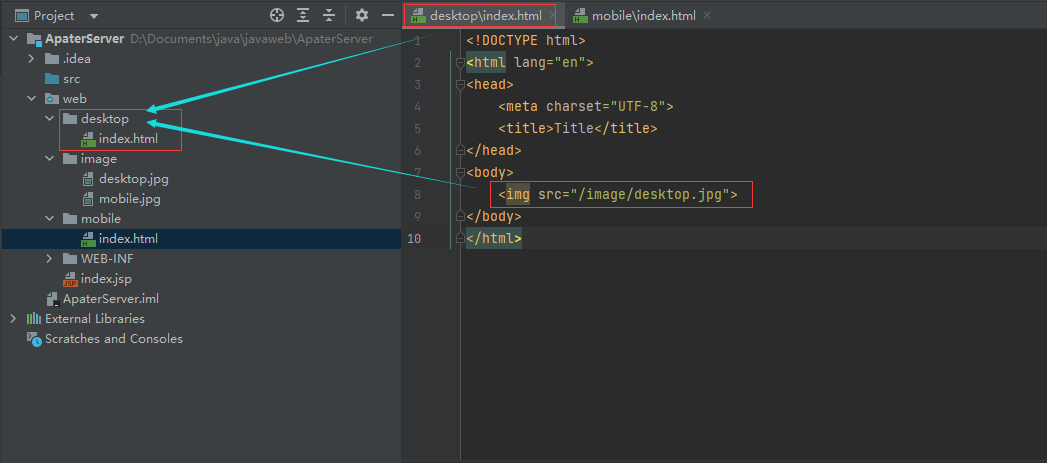 Project
ApaterServer D:\Documents\java\javaweb\ApaterServer
.idea
src
web
desktop
index.html
image
desktop.jpg
mobile.jpg
mobile
index.html
WEB-INF
index.jsp
ApaterServer.iml
External Libraries
Scratches and Consoles
desktop\index.html mobile\index.html
1 <!DOCTYPE html>
2 <html lang="en">
3 <head>
4 <meta charset="UTF-8">
5 <title>Title</title>
6 </head>
7 <body>
8 <img src="/image/desktop.jpg">
9 </body>
10 </html>